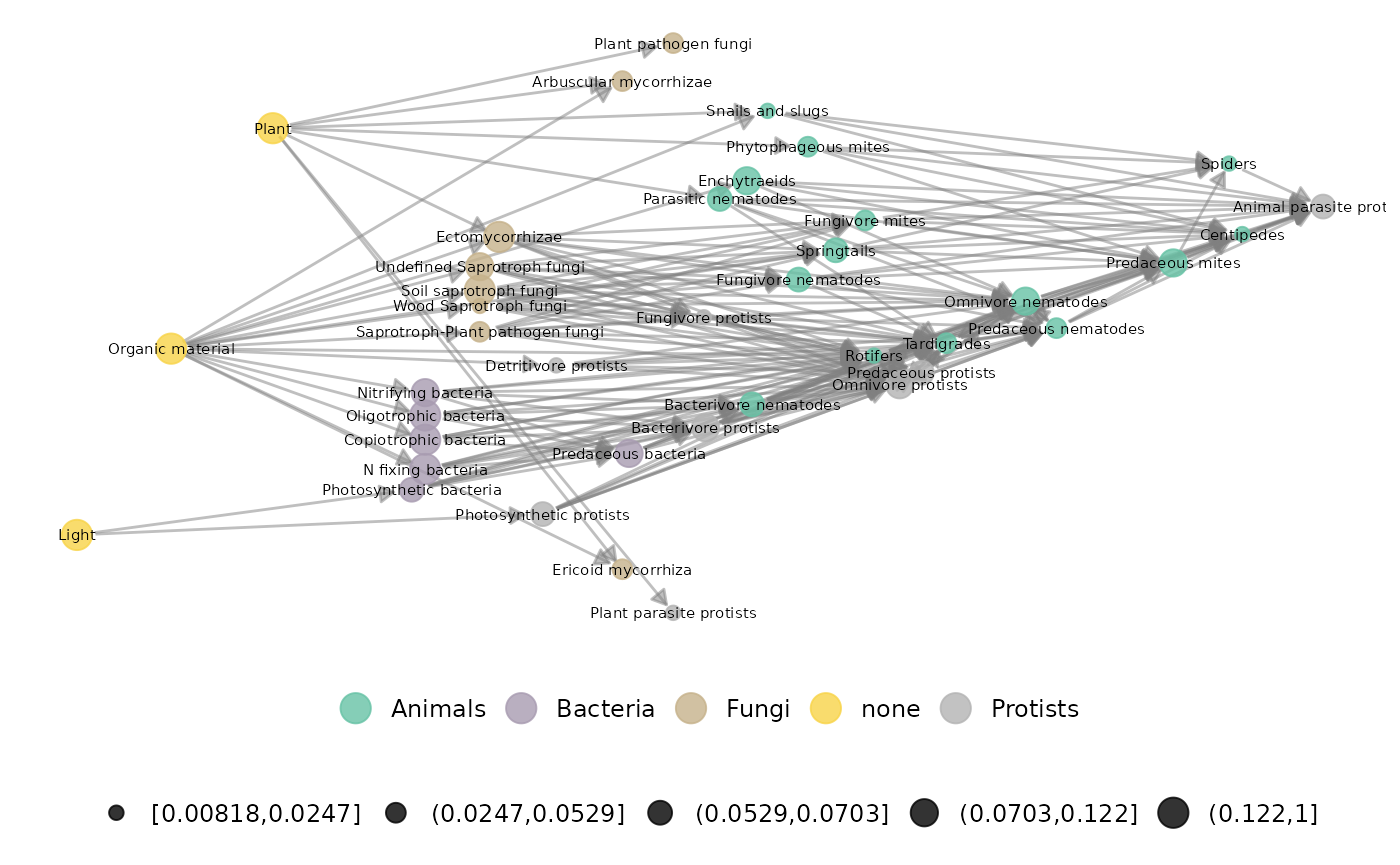 Plant pathogen fungi
Arbuscular mycorrhizae
Snails and slugs
Plant
Phytophageous mites
Spiders
Enchytraeids
Parasitic nematodes
Animal parasite prot
Fungivore mites
Ectomycorrhizae
Centipedes
Springtails
Predaceous mites
Undefined Saprotroph fungi
Fungivore nematodes
Soil saprotroph fungi
Omnivore nematodes
Wood Saprotroph fungi
Fungivore protists
Predaceous nematodes
Saprotroph-Plant pathogen fungi
Tardigrades
Organic material
Rotifers
Detritivore protists
Predaceous protists
Omnivore protists
Nitrifying bacteria
Bacterivore nematodes
Oligotrophic bacteria
Bacterivore protists
Copiotrophic bacteria
Predaceous bacteria
N fixing bacteria
Photosynthetic bacteria
Photosynthetic protists
Light
Ericoid mycorrhiza
Plant parasite protists
Animals Bacteria Fungi none Protists
[0.00818,0.0247] (0.0247,0.0529] (0.0529,0.0703] (0.0703,0.122] (0.122,1]